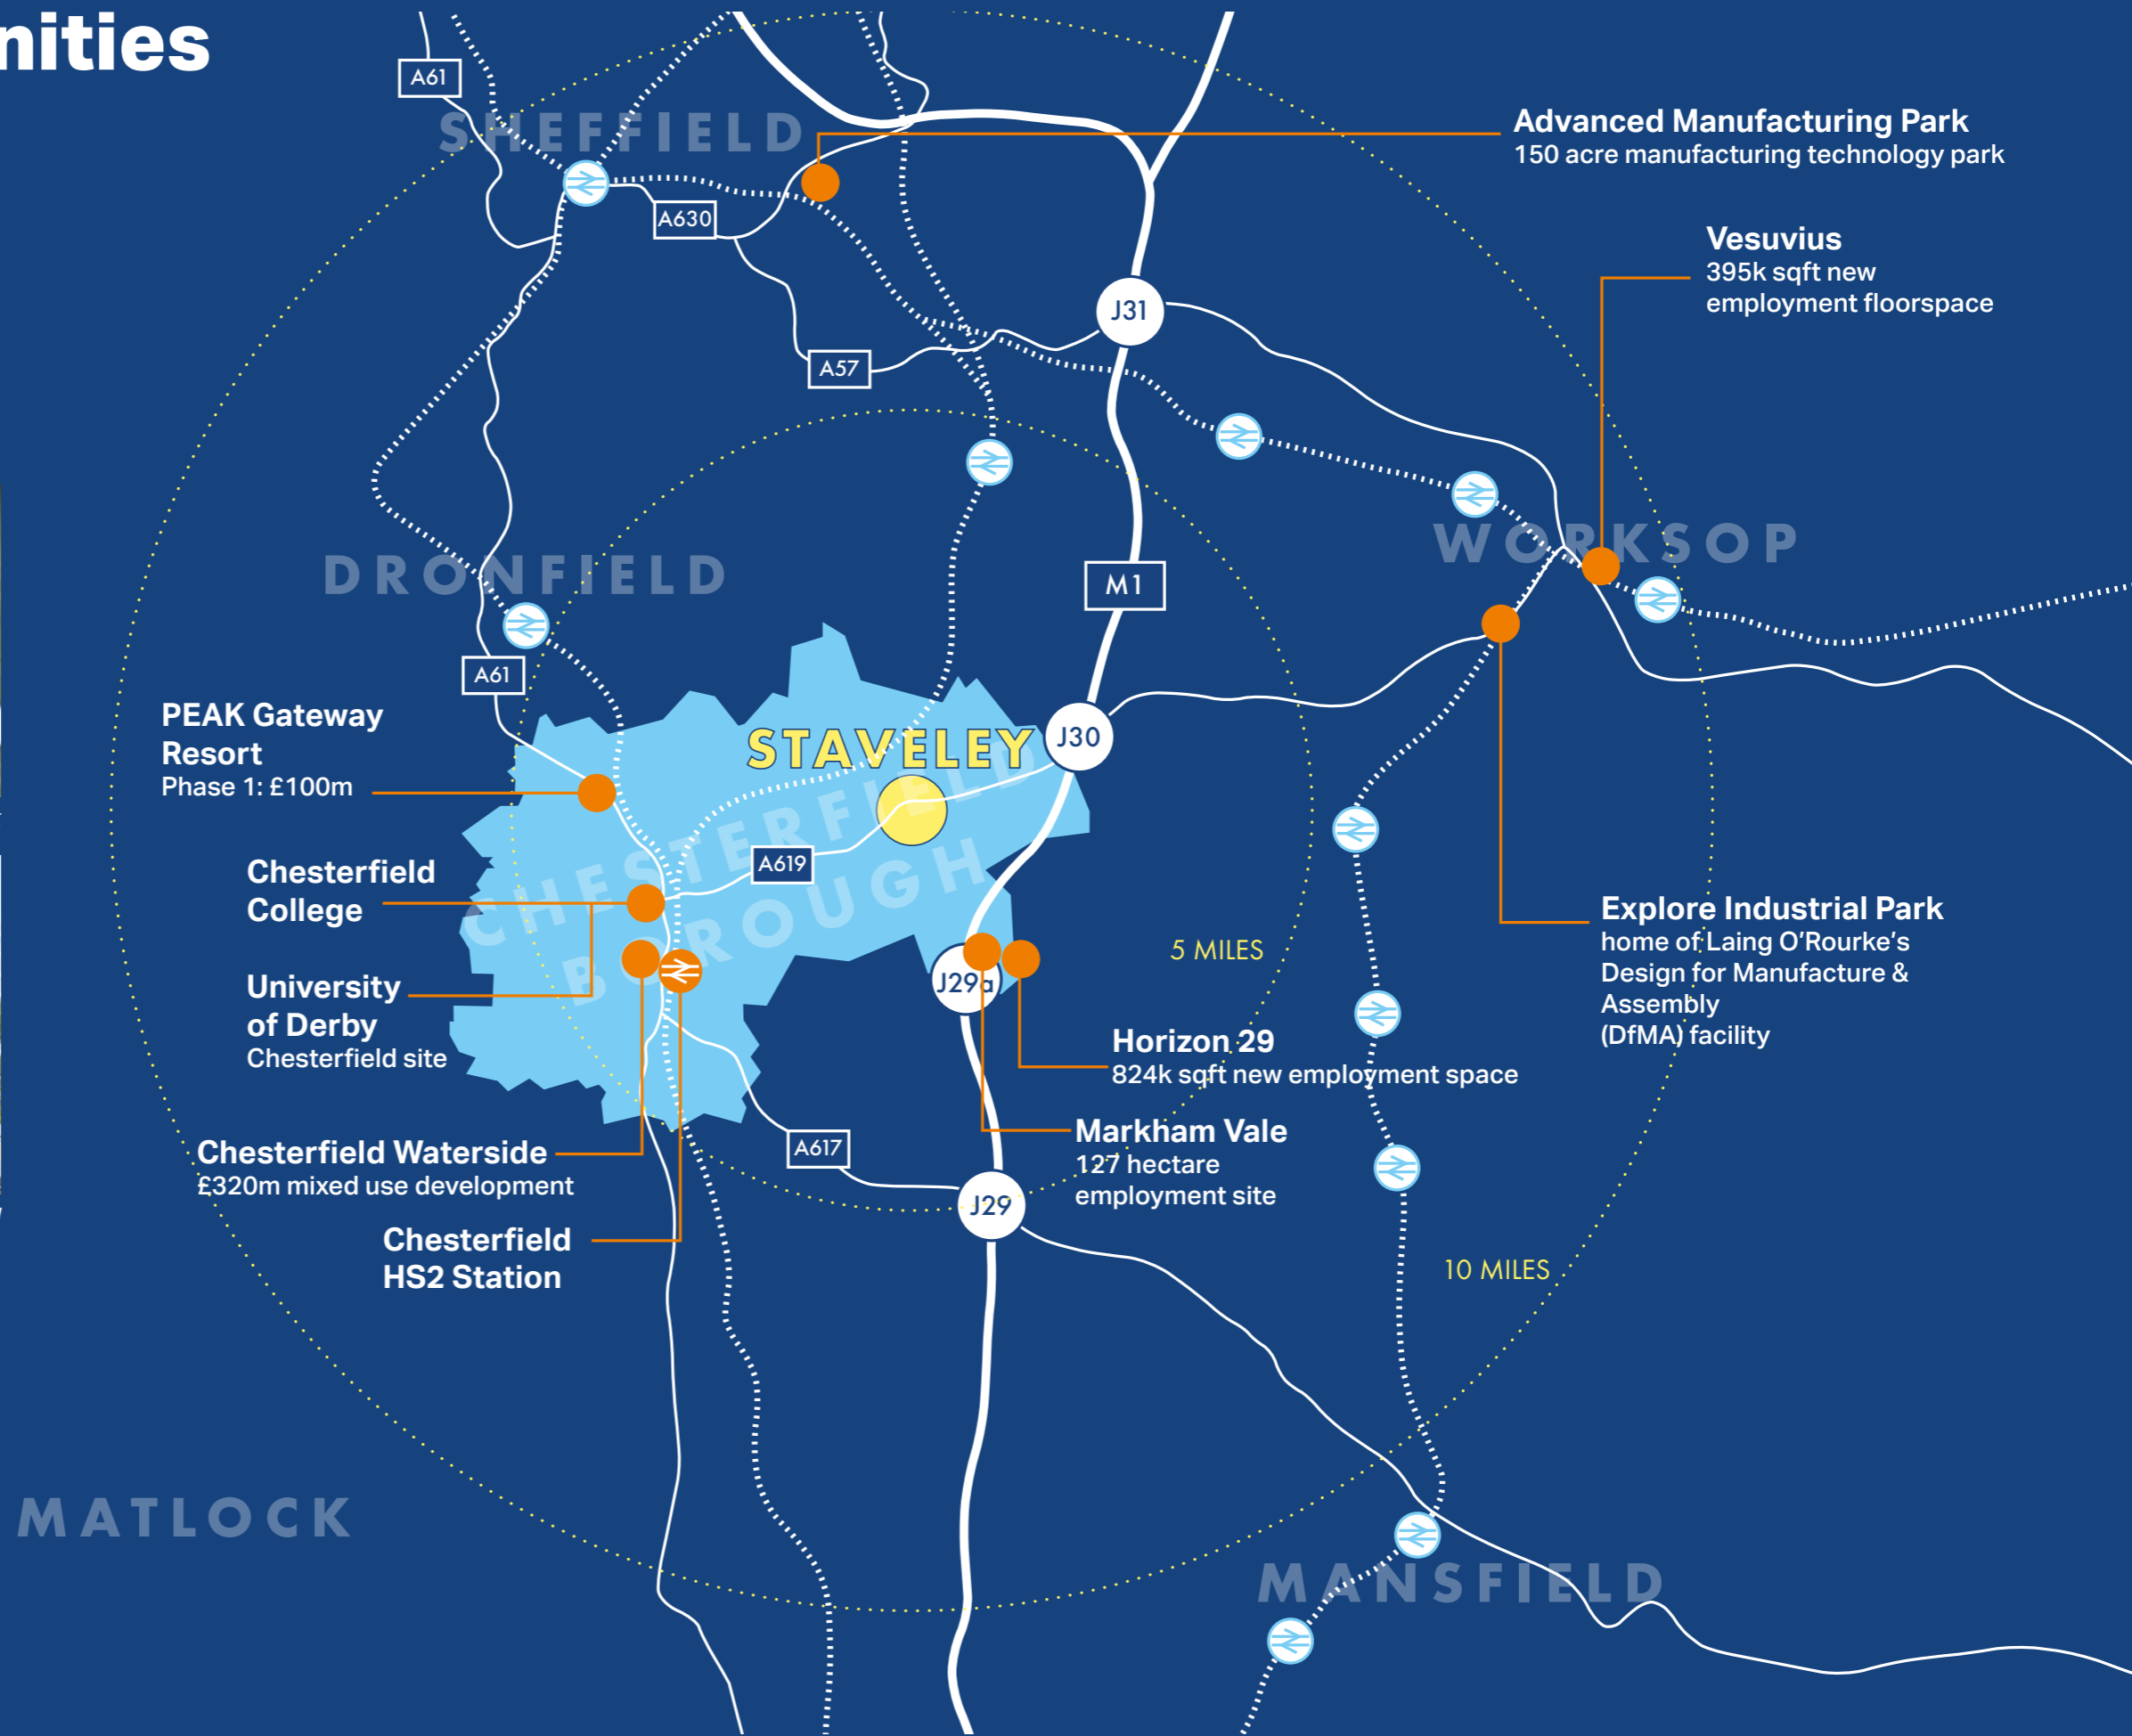 nities
A61
SHEFFIELD
Advanced Manufacturing Park
150 acre manufacturing technology park
A630
Vesuvius
395k sqft new
employment floorspace
J31
A57
WORKSOP
DRONFIELD
M1
A61
PEAK Gateway
Resort
Phase 1: £100m
STAVELEY
J30
CHESTERFIELD
BOROUGH
A619
Chesterfield
College
Explore Industrial Park
home of Laing O'Rourke's
Design for Manufacture &
Assembly
(DfMA) facility
5 MILES
University
of Derby
Chesterfield site
J29a
Horizon 29
824k sqft new employment space
Markham Vale
127 hectare
employment site
Chesterfield Waterside
£320m mixed use development
A617
J29
Chesterfield
HS2 Station
10 MILES
MATLOCK
MANSFIELD